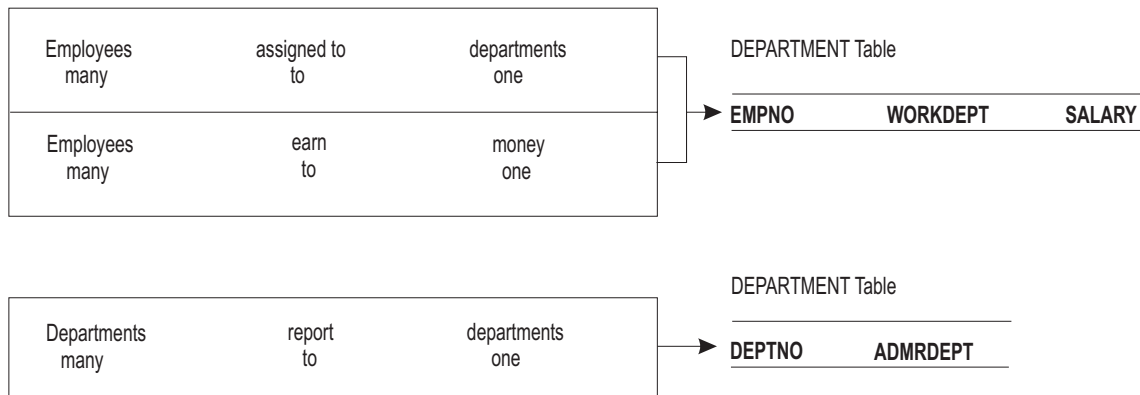 Employees assigned to departments
many to one
DEPARTMENT Table
EMPNO WORKDEPT SALARY
Employees earn money
many to one
DEPARTMENT Table
Departments report departments
many to one
DEPTNO ADMRDEPT